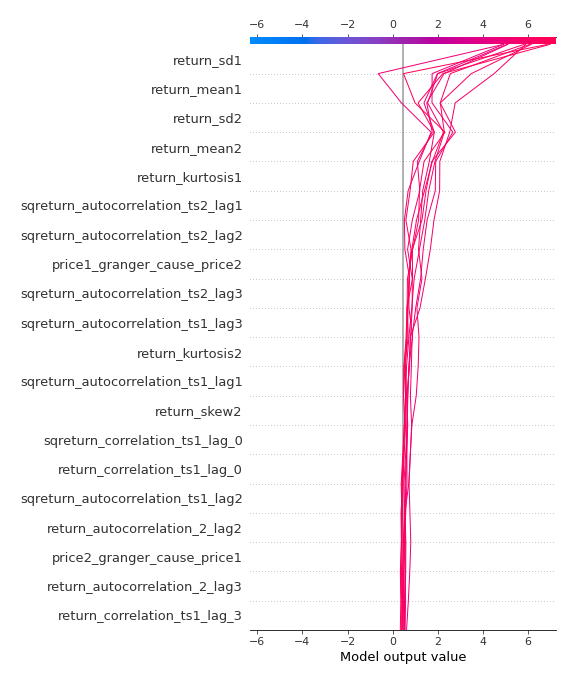 −6 −4 −2 0 2 4 6
return_sd1
return_mean1
return_sd2
return_mean2
return_kurtosis1
sqreturn_autocorrelation_ts2_lag1
sqreturn_autocorrelation_ts2_lag2
price1_granger_cause_price2
sqreturn_autocorrelation_ts2_lag3
sqreturn_autocorrelation_ts1_lag3
return_kurtosis2
sqreturn_autocorrelation_ts1_lag1
return_skew2
sqreturn_correlation_ts1_lag_0
return_correlation_ts1_lag_0
sqreturn_autocorrelation_ts1_lag2
return_autocorrelation_2_lag2
price2_granger_cause_price1
return_autocorrelation_2_lag3
return_correlation_ts1_lag_3
−6 −4 −2 0 2 4 6
Model output value